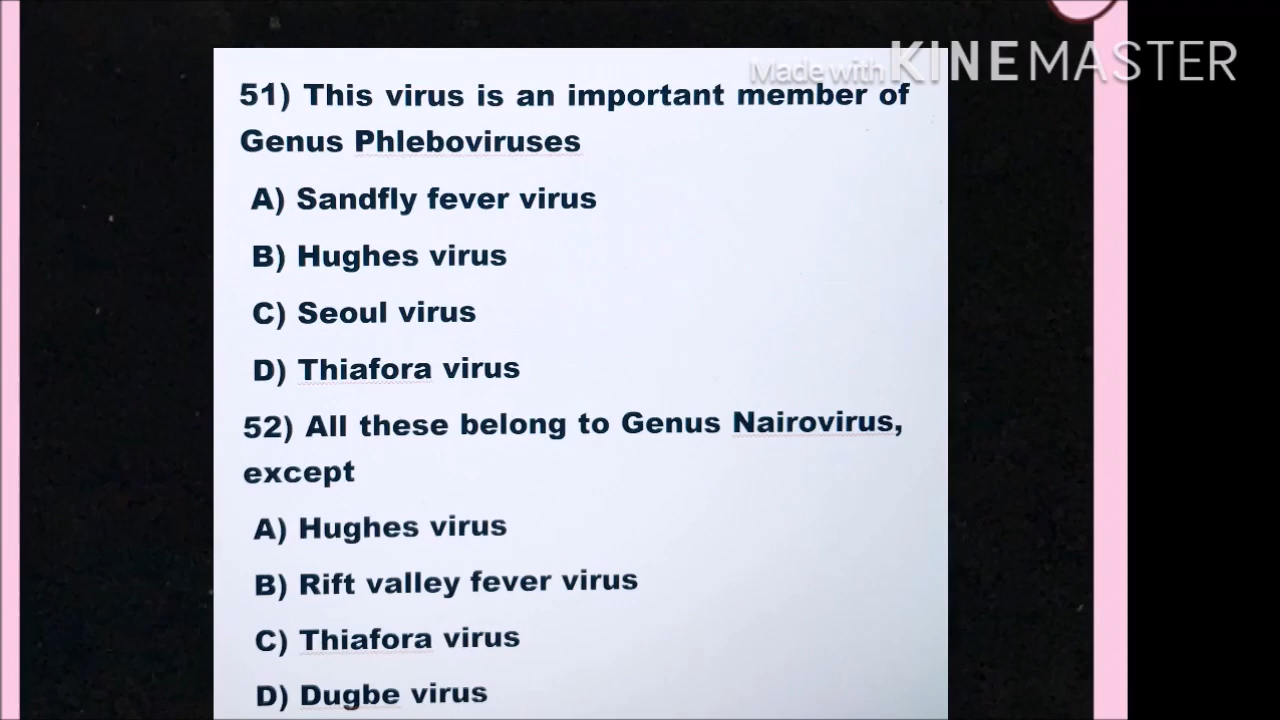 Made with KINEMASTER
51) This virus is an important member of
Genus Phleboviruses
A) Sandfly fever virus
B) Hughes virus
C) Seoul virus
D) Thiafora virus
52) All these belong to Genus Nairovirus,
except
A) Hughes virus
B) Rift valley fever virus
C) Thiafora virus
D) Dugbe virus